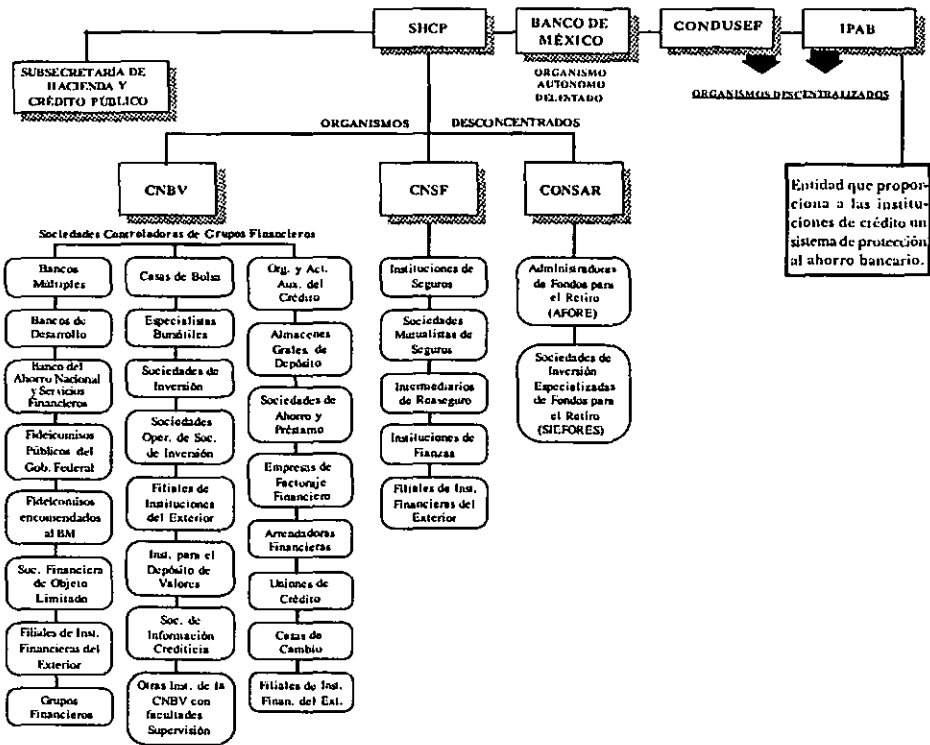 SHCP
BANCO DE
MÉXICO
CONDUSEF
IPAB
SUBSECRETARÍA DE
HACIENDA Y
CRÉDITO PÚBLICO
ORGANISMO
AUTONOMO
DEL ESTADO
ORGANISMOS DESCENTRALIZADOS
ORGANISMOS DESCONCENTRADOS
CNBV
CNSF
CONSAR
Entidad que propor-
ciona a las institu-
ciones de crédito un
sistema de protección
al ahorro bancario.
Sociedades Controladoras de Grupos Financieros
Bancos
Múltiples
Bancos de
Desarrollo
Banco del
Ahorro Nacional
y Servicios
Financieros
Fideicomisos
Públicos del
Gob. Federal
Fideicomisos
encomendados
al BM
Soc. Financiera
de Objeto
Limitado
Filiales de Inst.
Financieras del
Exterior
Grupos
Financieros
Casas de Bolsa
Especialistas
Bursátiles
Sociedades de
Inversión
Sociedades
Oper. de Soc.
de Inversión
Filiales de
Instituciones
del Exterior
Inst. para el
Depósito de
Valores
Soc. de
Información
Crediticia
Otras Inst. de la
CNBV con
facultades
Supervisión
Org. y Act.
Aux. del
Crédito
Almacenes
Grales. de
Depósito
Sociedades de
Ahorro y
Préstamo
Empresas de
Factoraje
Financiero
Arrendadoras
Financieras
Uniones de
Crédito
Casas de
Cambio
Filiales de Inst.
Finan. del Ext.
Instituciones de
Seguros
Sociedades
Mutualistas de
Seguros
Intermediarios
de Reaseguro
Instituciones de
Fianzas
Filiales de Inst.
Financieras del
Exterior
Administradoras
de Fondos para
el Retiro
(AFORE)
Sociedades de
Inversión
Especializadas
de Fondos para
el Retiro
(SIEFORES)